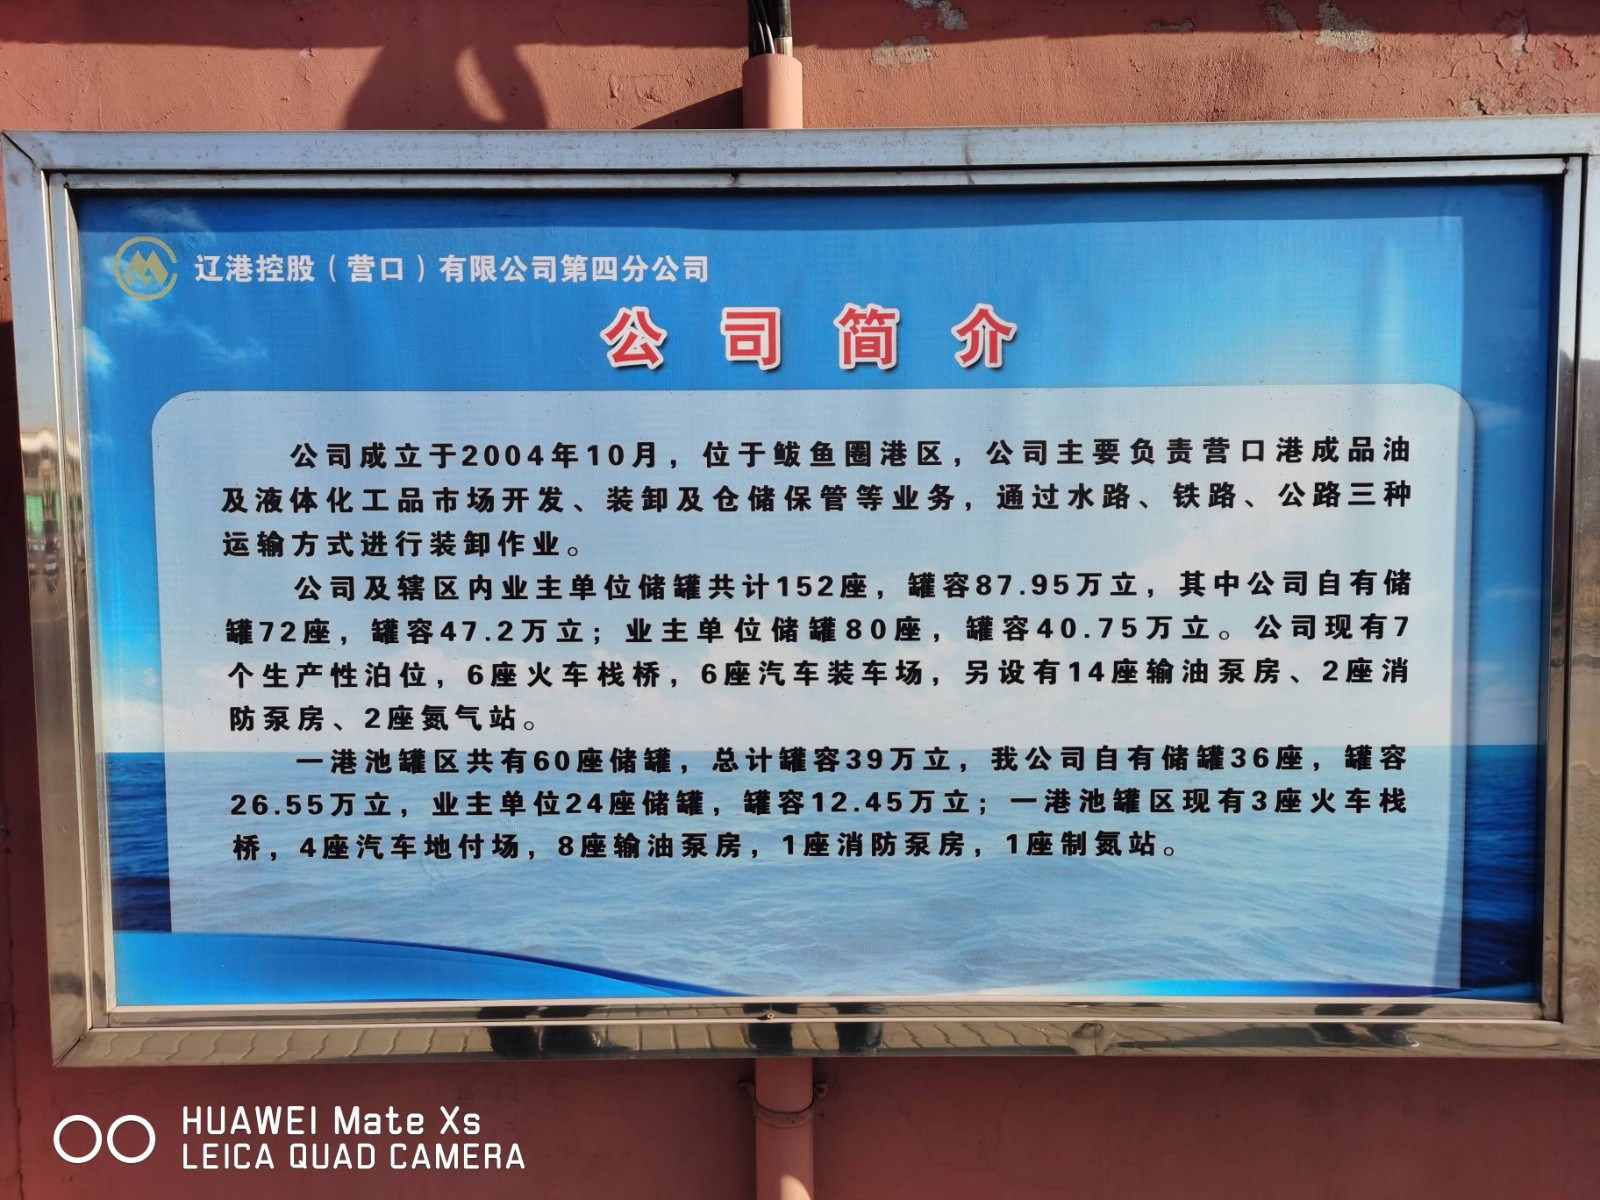 辽港控股（营口）有限公司第四分公司
公司简介
公司成立于2004年10月，位于鲅鱼圈港区，公司主要负责营口港成品油
及液体化工品市场开发、装卸及仓储保管等业务，通过水路、铁路、公路三种
运输方式进行装卸作业。
公司及辖区内业主单位储罐共计152座，罐容87.95万立，其中公司自有储
罐72座，罐容47.2万立；业主单位储罐80座，罐容40.75万立。公司现有7
个生产性泊位，6座火车栈桥，6座汽车装车场，另设有14座输油泵房、2座消
防泵房、2座氮气站。
一港池罐区共有60座储罐，总计罐容39万立，我公司自有储罐36座，罐容
26.55万立，业主单位24座储罐，罐容12.45万立；一港池罐区现有3座火车栈
桥，4座汽车地付场，8座输油泵房，1座消防泵房，1座制氮站。
HUAWEI Mate Xs
LEICA QUAD CAMERA